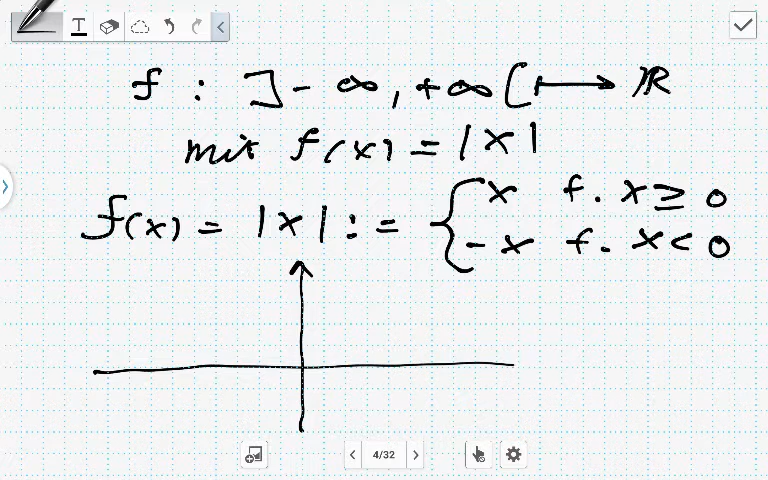 T
f : ]-∞, +∞[ ↦ ℝ
mit f(x) = |x|
f(x) = |x| := { x f. x ≥ 0
- x f. x < 0
4/32